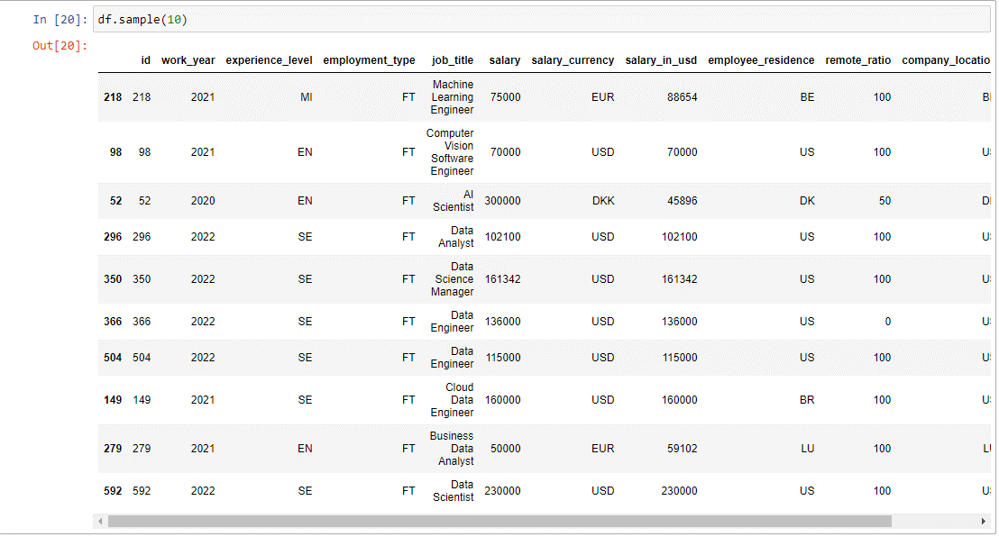 In [20]: df.sample(10)
Out[20]:
id work_year experience_level employment_type job_title salary salary_currency salary_in_usd employee_residence remote_ratio company_locatio
218 218 2021 MI FT Machine Learning Engineer 75000 EUR 88654 BE 100
98 98 2021 EN FT Computer Vision Software Engineer 70000 USD 70000 US 100 U
52 52 2020 EN FT AI Scientist 300000 DKK 45896 DK 50
296 296 2022 SE FT Data Analyst 102100 USD 102100 US 100 U
350 350 2022 SE FT Data Science Manager 161342 USD 161342 US 100 U
366 366 2022 SE FT Data Engineer 136000 USD 136000 US 0 U
504 504 2022 SE FT Data Engineer 115000 USD 115000 US 100 U
149 149 2021 SE FT Cloud Data Engineer 160000 USD 160000 BR 100 U
279 279 2021 EN FT Business Data Analyst 50000 EUR 59102 LU 100 L
592 592 2022 SE FT Data Scientist 230000 USD 230000 US 100 U